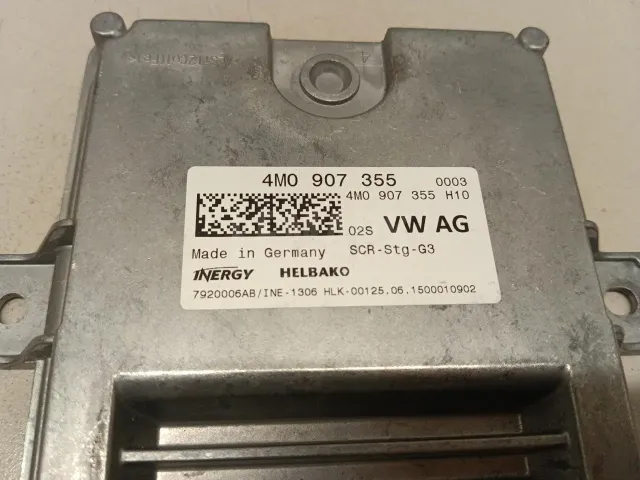 4M0 907 355 0003
4M0 907 355 H10
02S VW AG
Made in Germany SCR-Stg-G3
INERGY HELBAKO
7920006AB/INE-1306 HLK-00125.06.1500010902